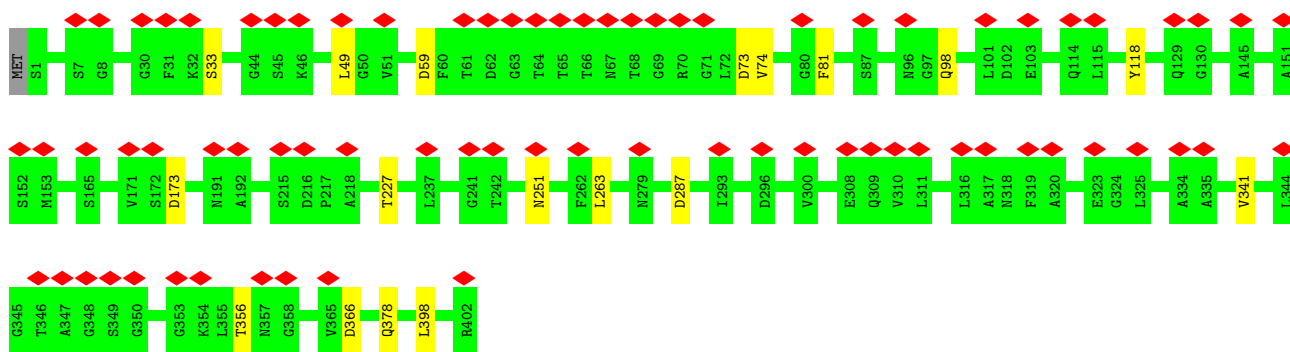 MET S1 S7 G8 G30 F31 K32 S33 G44 S45 K46 L49 G50 V51 D59 F60 T61 D62 G63 T64 T65 T66 N67 T68 G69 R70 G71 L72 D73 V74 G80 F81 S87 N96 G97 Q98 L101 D102 E103 Q114 L115 Y118 Q129 G130 A145 A151
S152 M153 S165 V171 S172 D173 N191 A192 S215 D216 P217 A218 T227 L237 G241 T242 N251 F262 L263 N279 D287 I293 D296 V300 E308 Q309 V310 L311 L316 A317 N318 F319 A320 E323 G324 L325 A334 A335 V341 L344
G345 T346 A347 G348 S349 G350 G353 K354 L355 T356 N357 G358 V365 D366 Q378 L398 R402